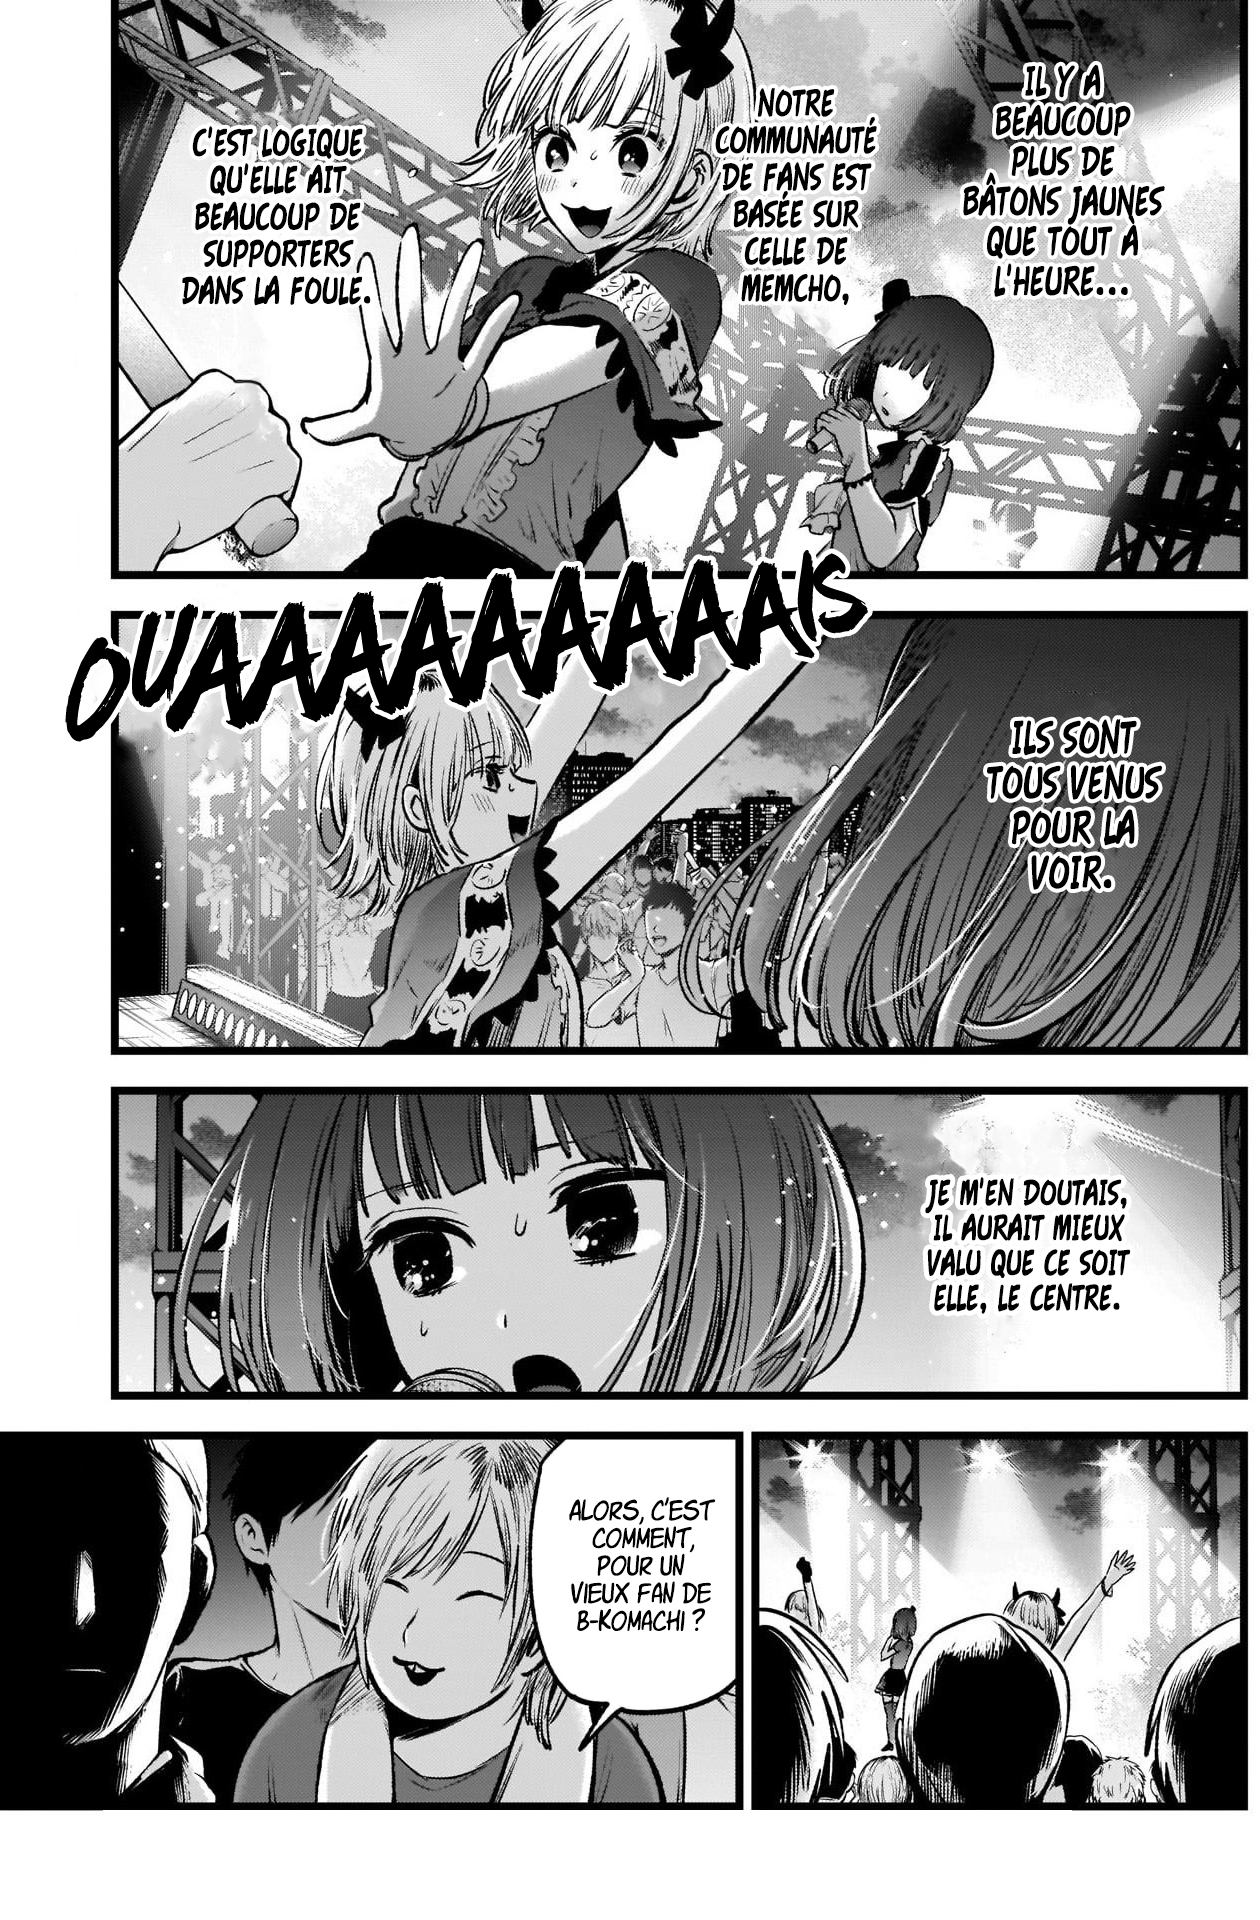 IL Y A
BEAUCOUP
PLUS DE
BÂTONS JAUNES
QUE TOUT À
L'HEURE...
NOTRE
COMMUNAUTÉ
DE FANS EST
BASÉE SUR
CELLE DE
MEMCHO,
C'EST LOGIQUE
QU'ELLE AIT
BEAUCOUP DE
SUPPORTERS
DANS LA FOULE.
OUAAAAAAAAAIS
ILS SONT
TOUS VENUS
POUR LA
VOIR.
JE M'EN DOUTAIS,
IL AURAIT MIEUX
VALU QUE CE SOIT
ELLE, LE CENTRE.
ALORS, C'EST
COMMENT,
POUR UN
VIEUX FAN DE
B-KOMACHI ?